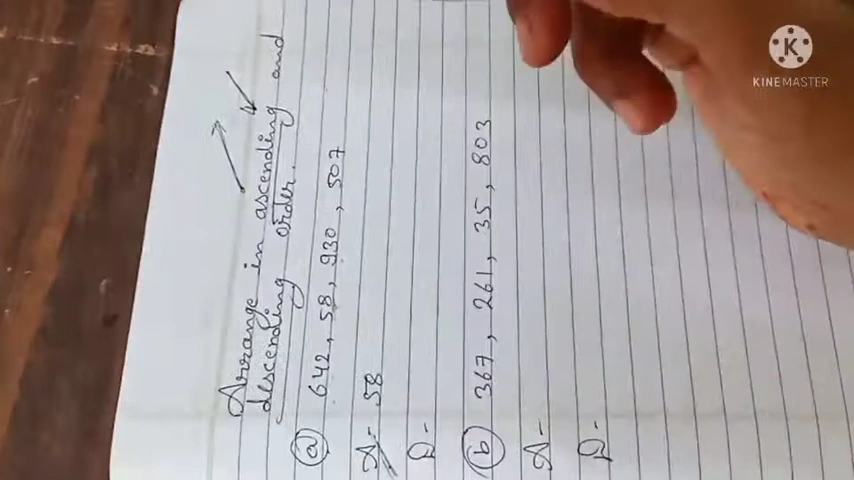 Arrange in ascending and
descending order.
(a) 642, 58, 930, 507
A- 58
D-
(b) 367, 261, 35, 803
A-
D-
K
KINEMASTER